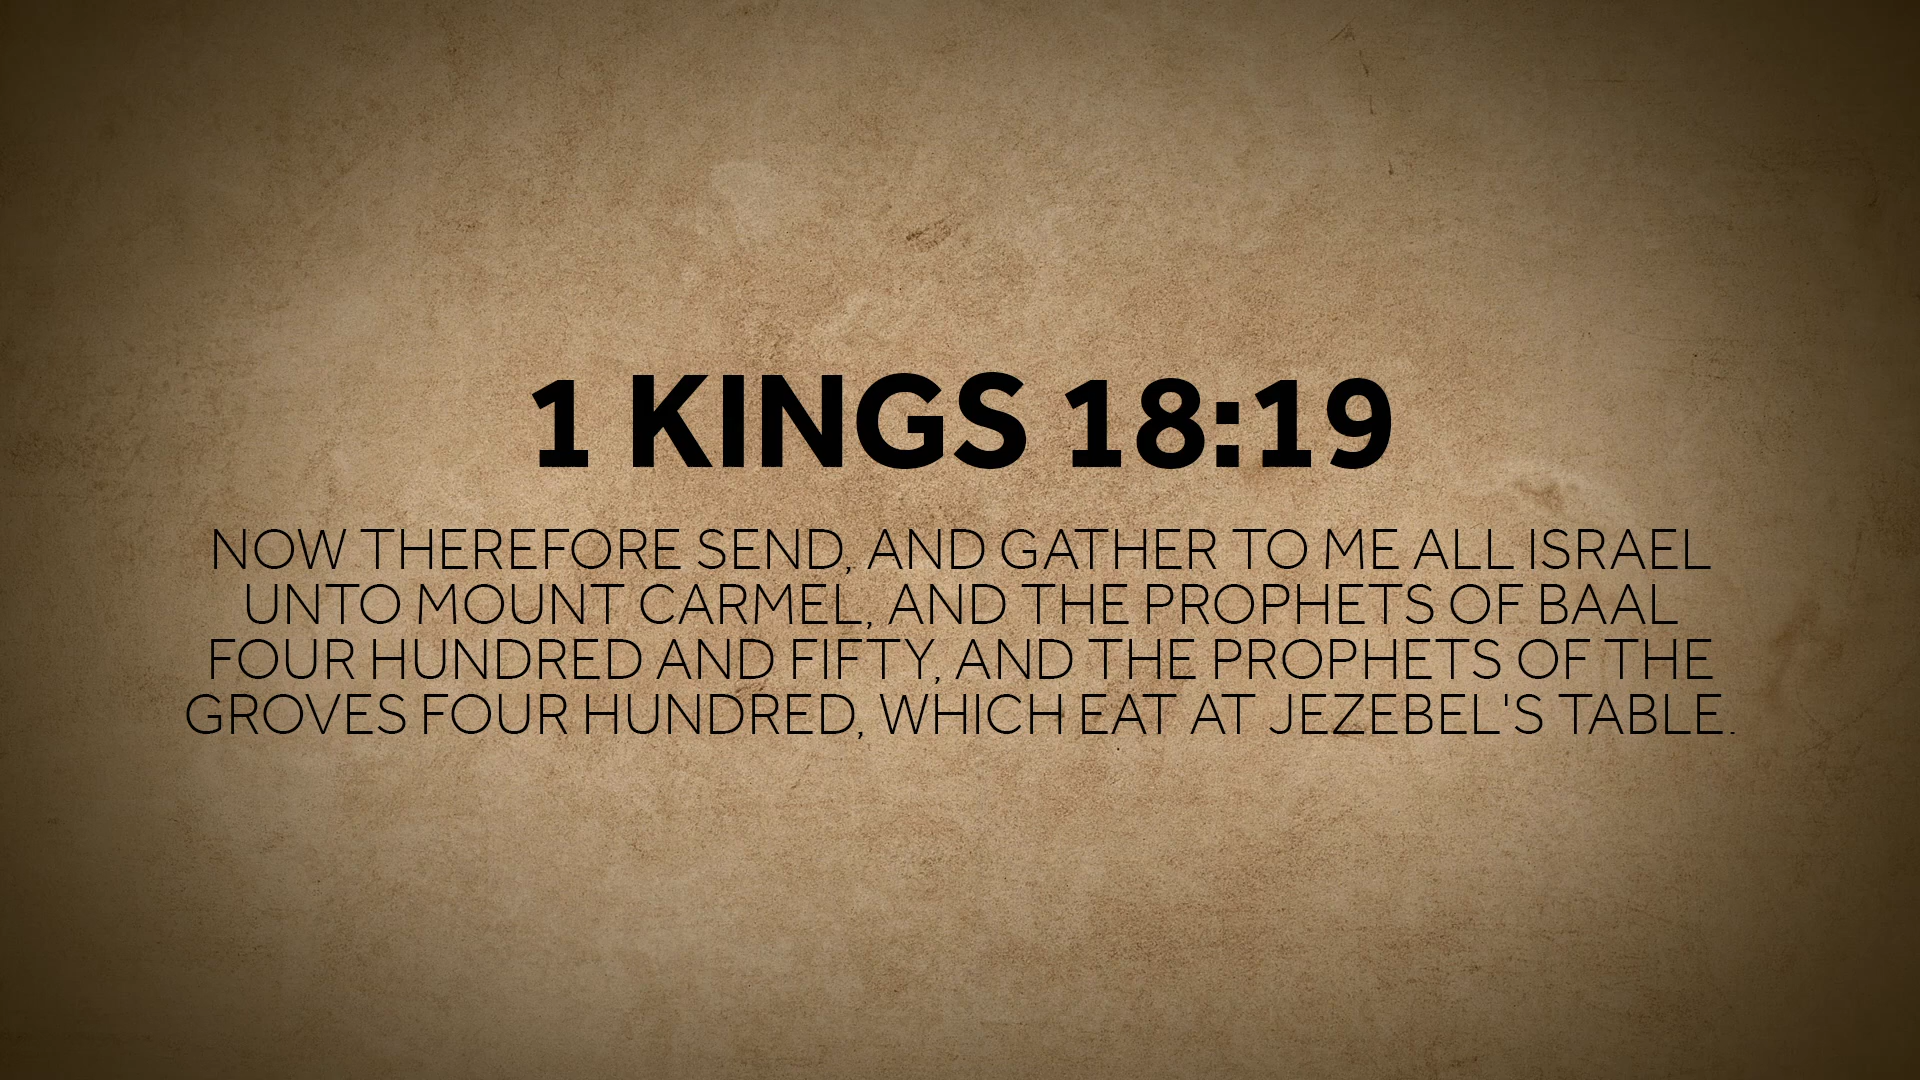 1 KINGS 18:19
NOW THEREFORE SEND, AND GATHER TO ME ALL ISRAEL
UNTO MOUNT CARMEL, AND THE PROPHETS OF BAAL
FOUR HUNDRED AND FIFTY, AND THE PROPHETS OF THE
GROVES FOUR HUNDRED, WHICH EAT AT JEZEBEL'S TABLE.